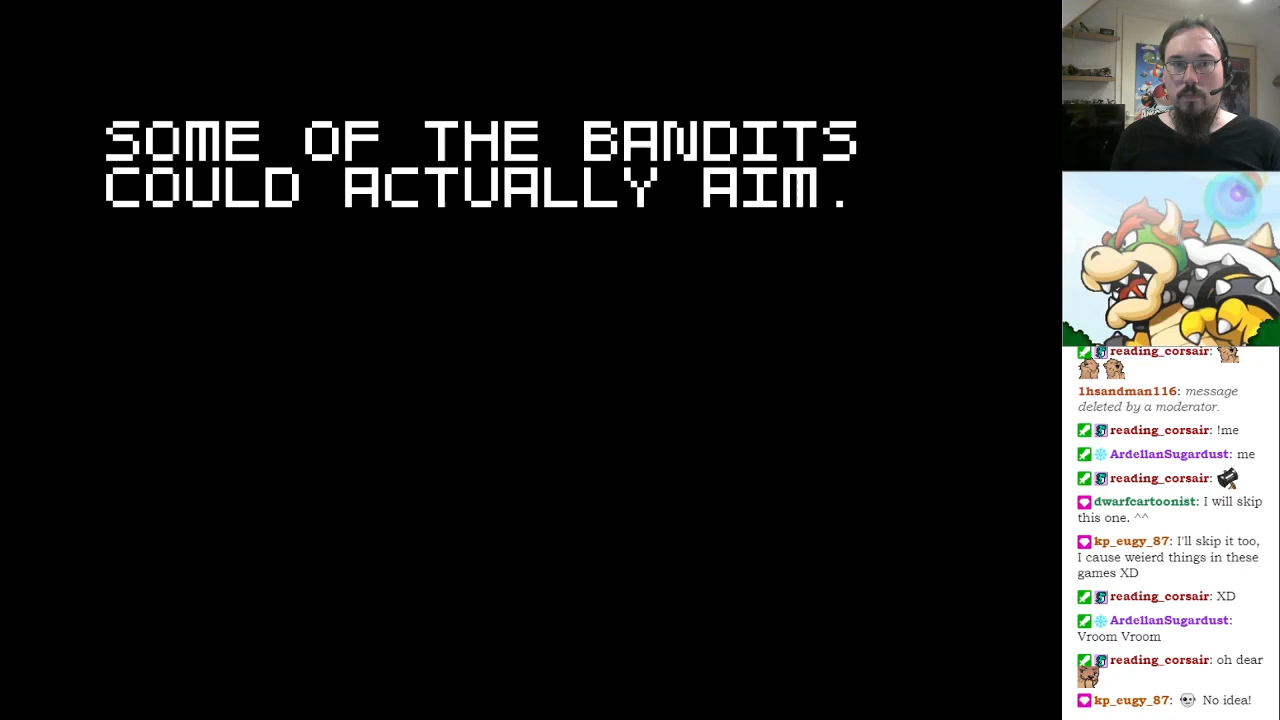 SOME OF THE BANDITS
COULD ACTUALLY AIM.
reading_corsair:
1hsandman116: message
deleted by a moderator.
reading_corsair: !me
ArdellanSugardust: me
reading_corsair:
dwarfcartoonist: I will skip
this one. ^^
kp_eugy_87: I'll skip it too,
I cause weierd things in these
games XD
reading_corsair: XD
ArdellanSugardust:
Vroom Vroom
reading_corsair: oh dear
kp_eugy_87: No idea!